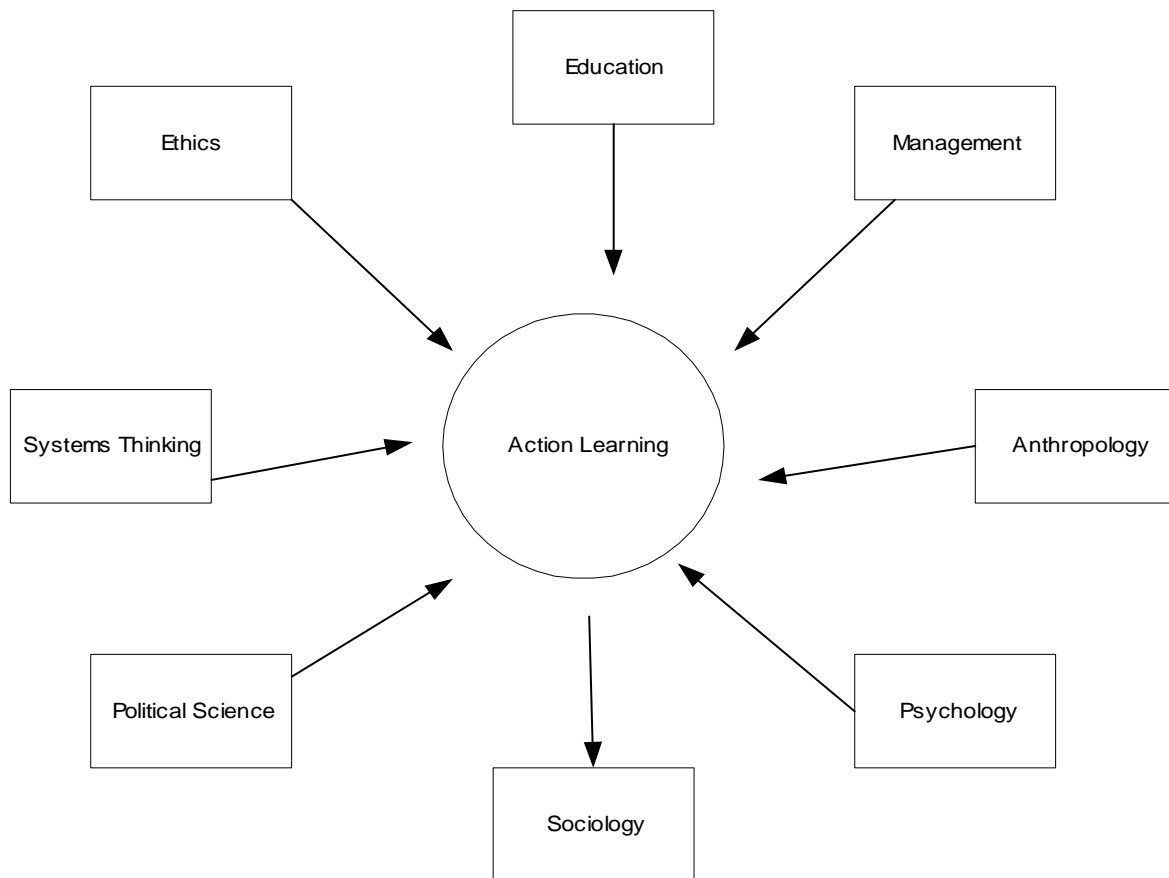 Education
Ethics
Management
Systems Thinking
Action Learning
Anthropology
Political Science
Psychology
Sociology